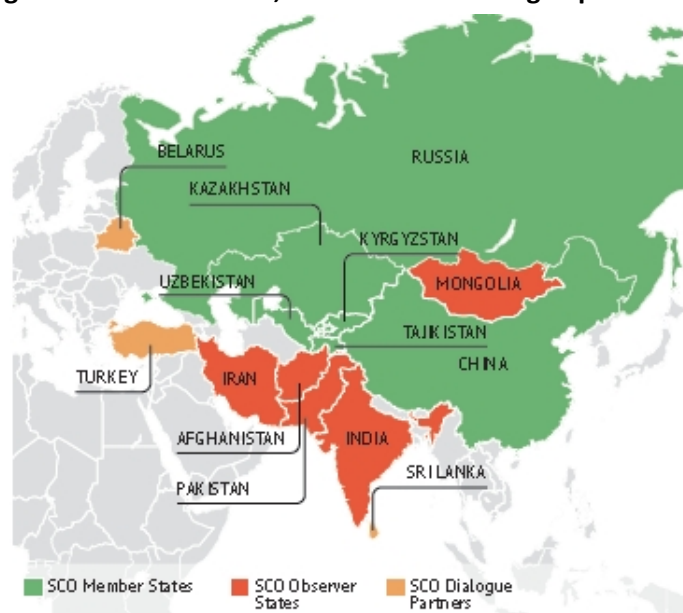 BELARUS
RUSSIA
KAZAKHSTAN
KYRGYZSTAN
UZBEKISTAN
MONGOLIA
TAJIKISTAN
CHINA
TURKEY
IRAN
AFGHANISTAN
INDIA
PAKISTAN
SRI LANKA
SCO Member States
SCO Observer
States
SCO Dialogue
Partners